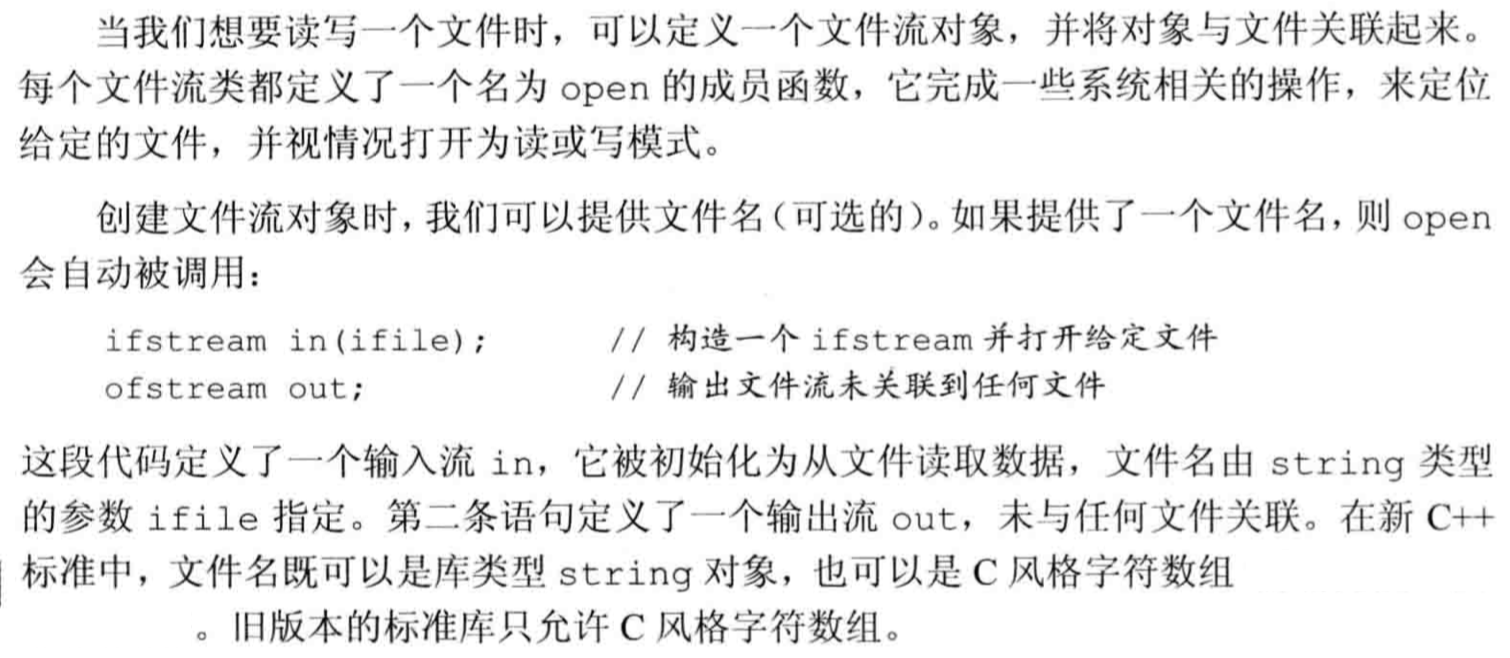 当我们想要读写一个文件时，可以定义一个文件流对象，并将对象与文件关联起来。
每个文件流类都定义了一个名为 open 的成员函数，它完成一些系统相关的操作，来定位
给定的文件，并视情况打开为读或写模式。
创建文件流对象时，我们可以提供文件名（可选的）。如果提供了一个文件名，则 open
会自动被调用：
ifstream in(ifile); // 构造一个 ifstream 并打开给定文件
ofstream out; // 输出文件流未关联到任何文件
这段代码定义了一个输入流 in，它被初始化为从文件读取数据，文件名由 string 类型
的参数 ifile 指定。第二条语句定义了一个输出流 out，未与任何文件关联。在新 C++
标准中，文件名既可以是库类型 string 对象，也可以是 C 风格字符数组
。旧版本的标准库只允许 C 风格字符数组。